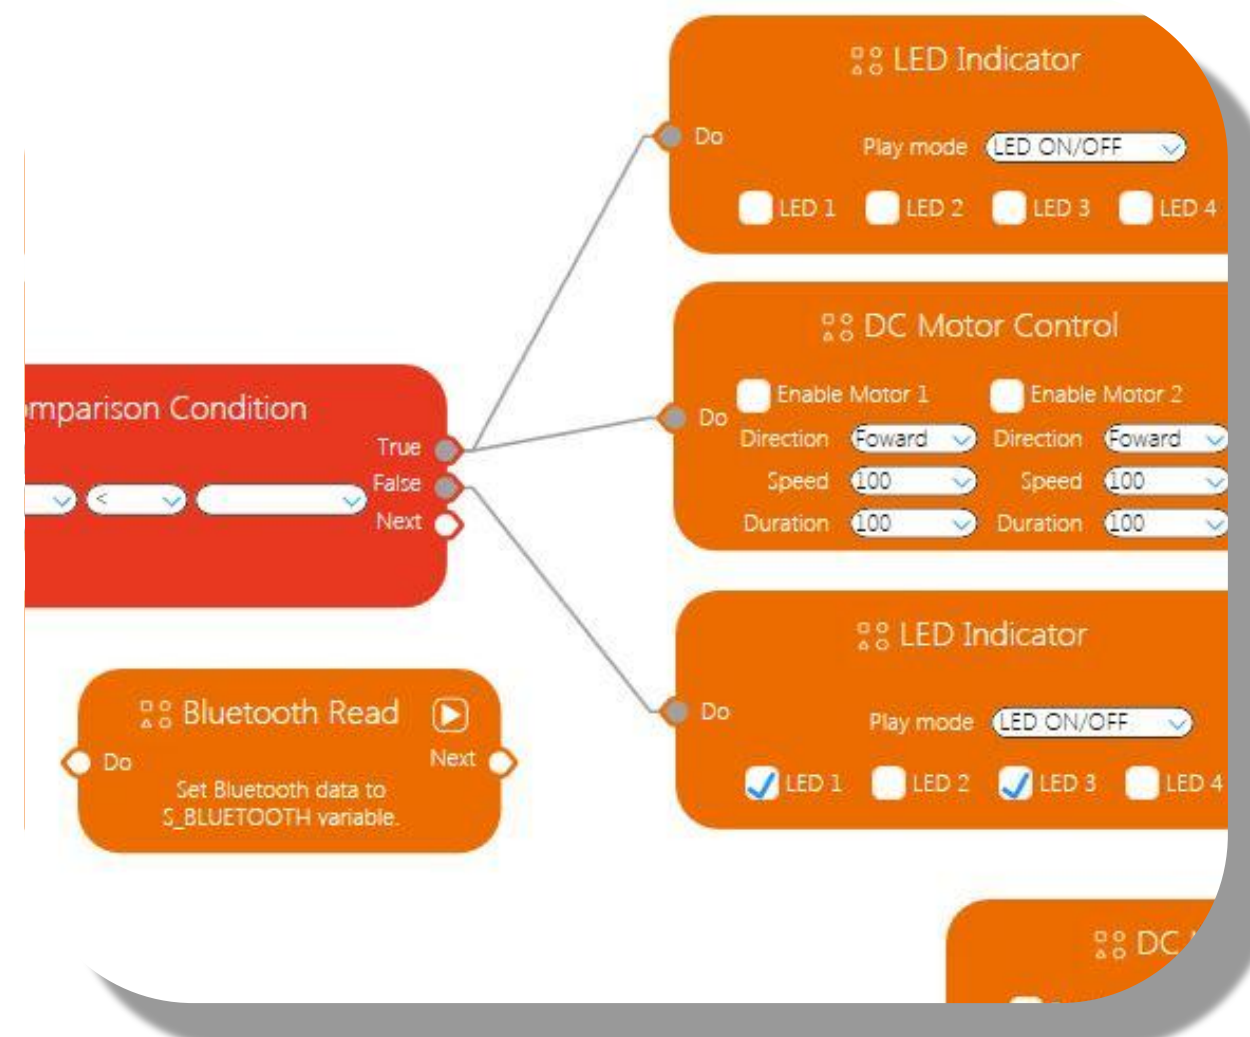 LED Indicator
Do
Play mode LED ON/OFF
LED 1 LED 2 LED 3 LED 4
DC Motor Control
Do
Enable Motor 1 Enable Motor 2
Direction Foward Direction Foward
Speed 100 Speed 100
Duration 100 Duration 100
mparison Condition
True
False
<
Next
LED Indicator
Do
Play mode LED ON/OFF
LED 1 LED 2 LED 3 LED 4
Bluetooth Read
Do Next
Set Bluetooth data to
S_BLUETOOTH variable.
DC